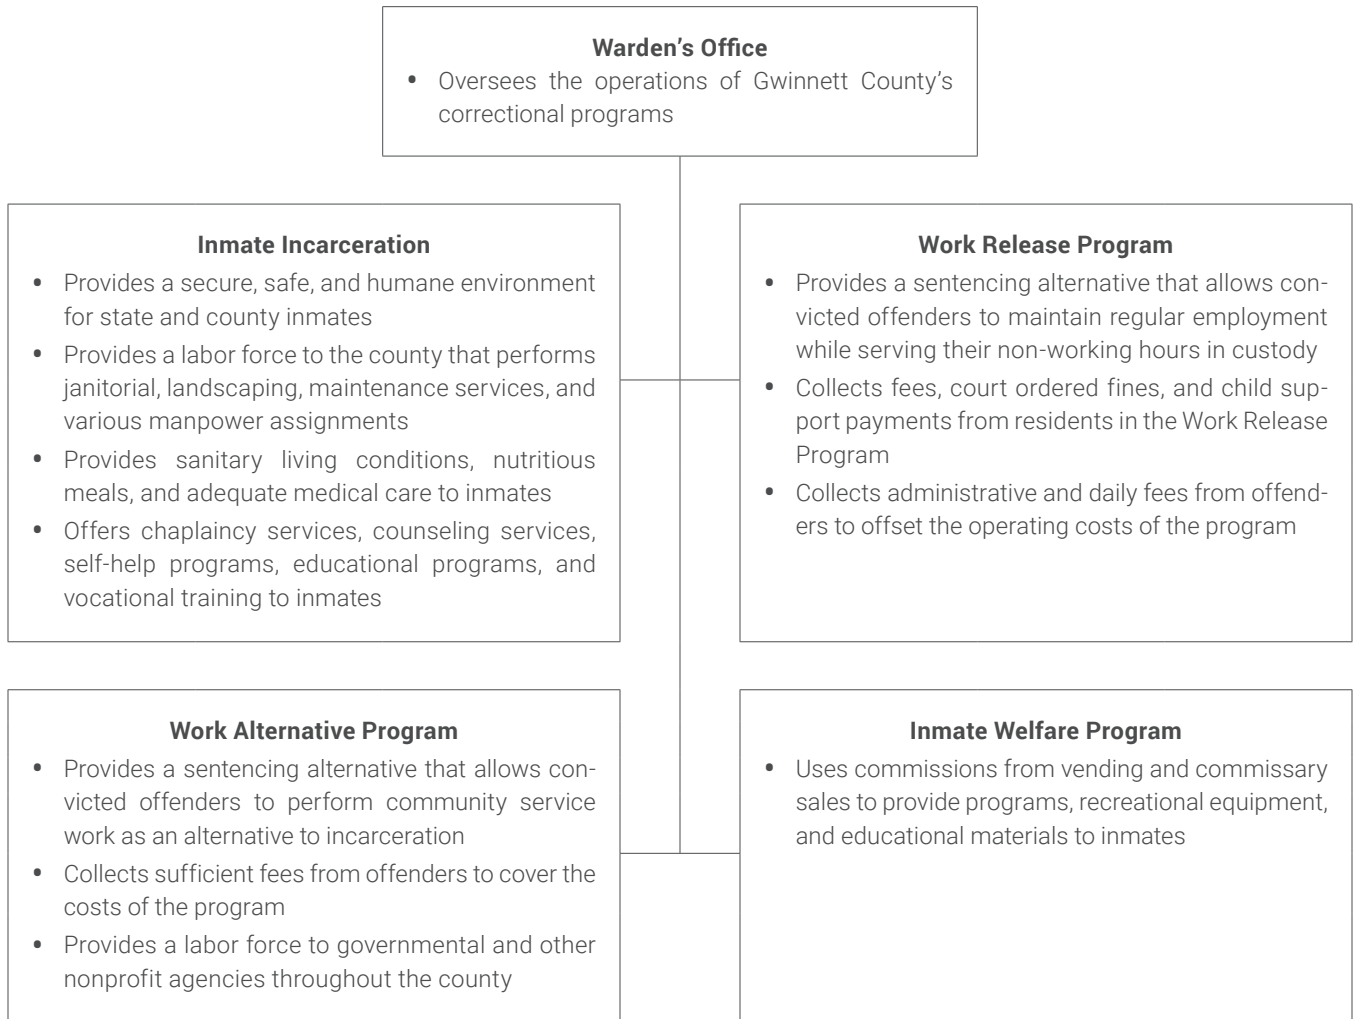 Warden’s Office
• Oversees the operations of Gwinnett County’s
correctional programs
Inmate Incarceration
• Provides a secure, safe, and humane environment
for state and county inmates
• Provides a labor force to the county that performs
janitorial, landscaping, maintenance services, and
various manpower assignments
• Provides sanitary living conditions, nutritious
meals, and adequate medical care to inmates
• Offers chaplaincy services, counseling services,
self-help programs, educational programs, and
vocational training to inmates
Work Release Program
• Provides a sentencing alternative that allows con-
victed offenders to maintain regular employment
while serving their non-working hours in custody
• Collects fees, court ordered fines, and child sup-
port payments from residents in the Work Release
Program
• Collects administrative and daily fees from offend-
ers to offset the operating costs of the program
Work Alternative Program
• Provides a sentencing alternative that allows con-
victed offenders to perform community service
work as an alternative to incarceration
• Collects sufficient fees from offenders to cover the
costs of the program
• Provides a labor force to governmental and other
nonprofit agencies throughout the county
Inmate Welfare Program
• Uses commissions from vending and commissary
sales to provide programs, recreational equipment,
and educational materials to inmates